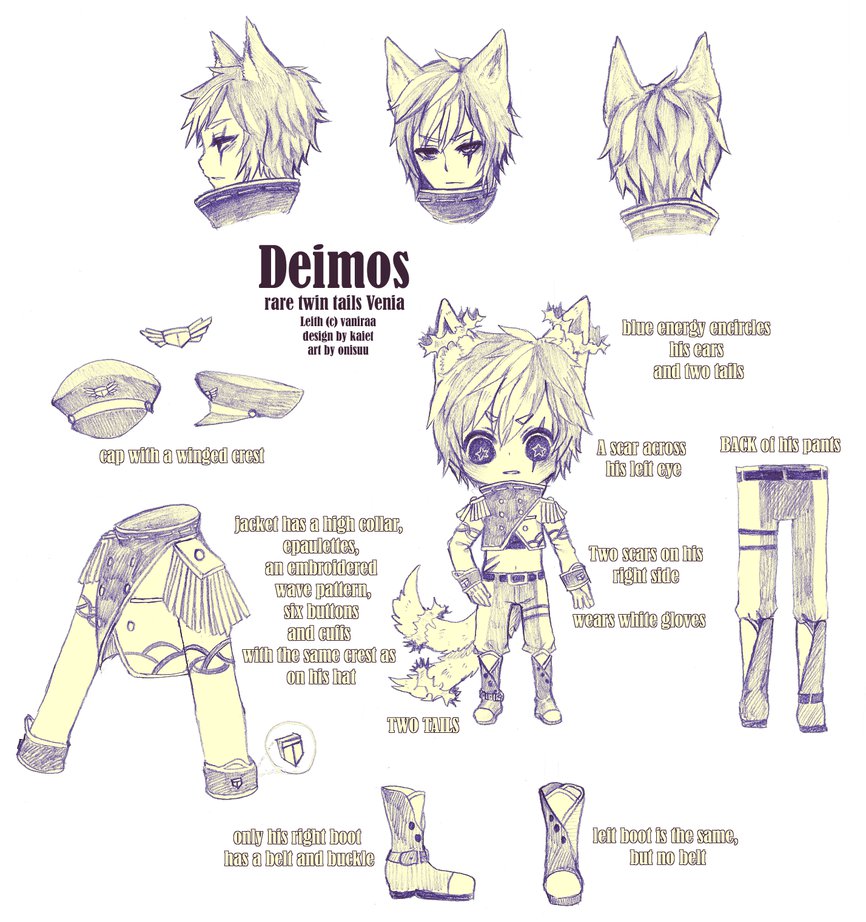 Deimos
rare twin tails Venia
Leith (c) vaniraa
design by kaief
art by onisuu
blue energy encircles
his ears
and two tails
cap with a winged crest
A scar across
his left eye
BACK of his pants
jacket has a high collar,
epaulettes,
an embroidered
wave pattern,
six buttons
and cuffs
with the same crest as
on his hat
Two scars on his
right side
wears white gloves
TWO TAILS
only his right boot
has a belt and buckle
left boot is the same,
but no belt